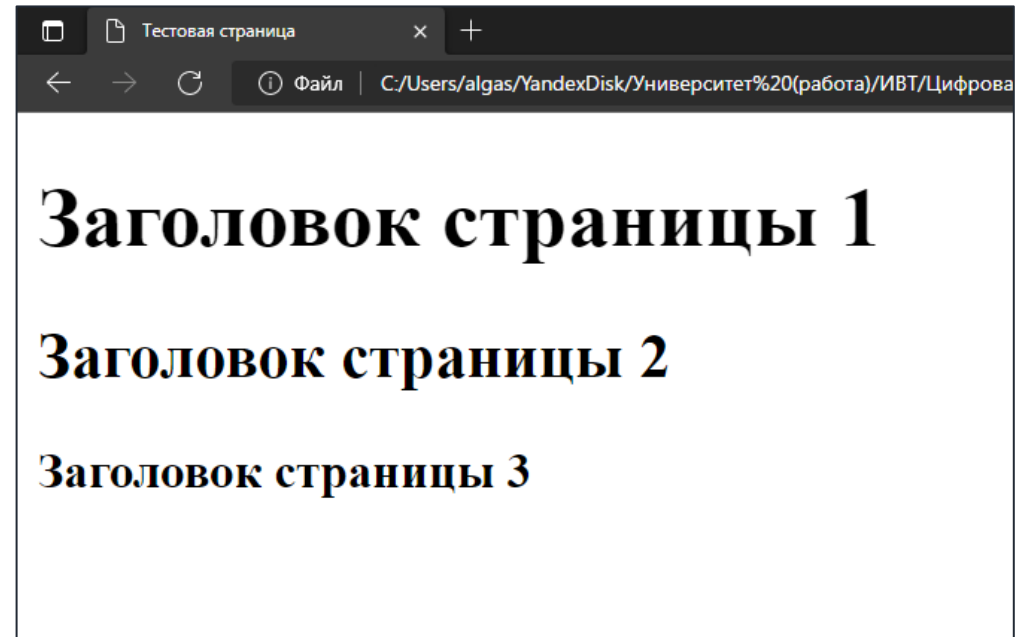 Тестовая страница
Файл | C:/Users/algas/YandexDisk/Университет%20(работа)/ИВТ/Цифрова
Заголовок страницы 1
Заголовок страницы 2
Заголовок страницы 3